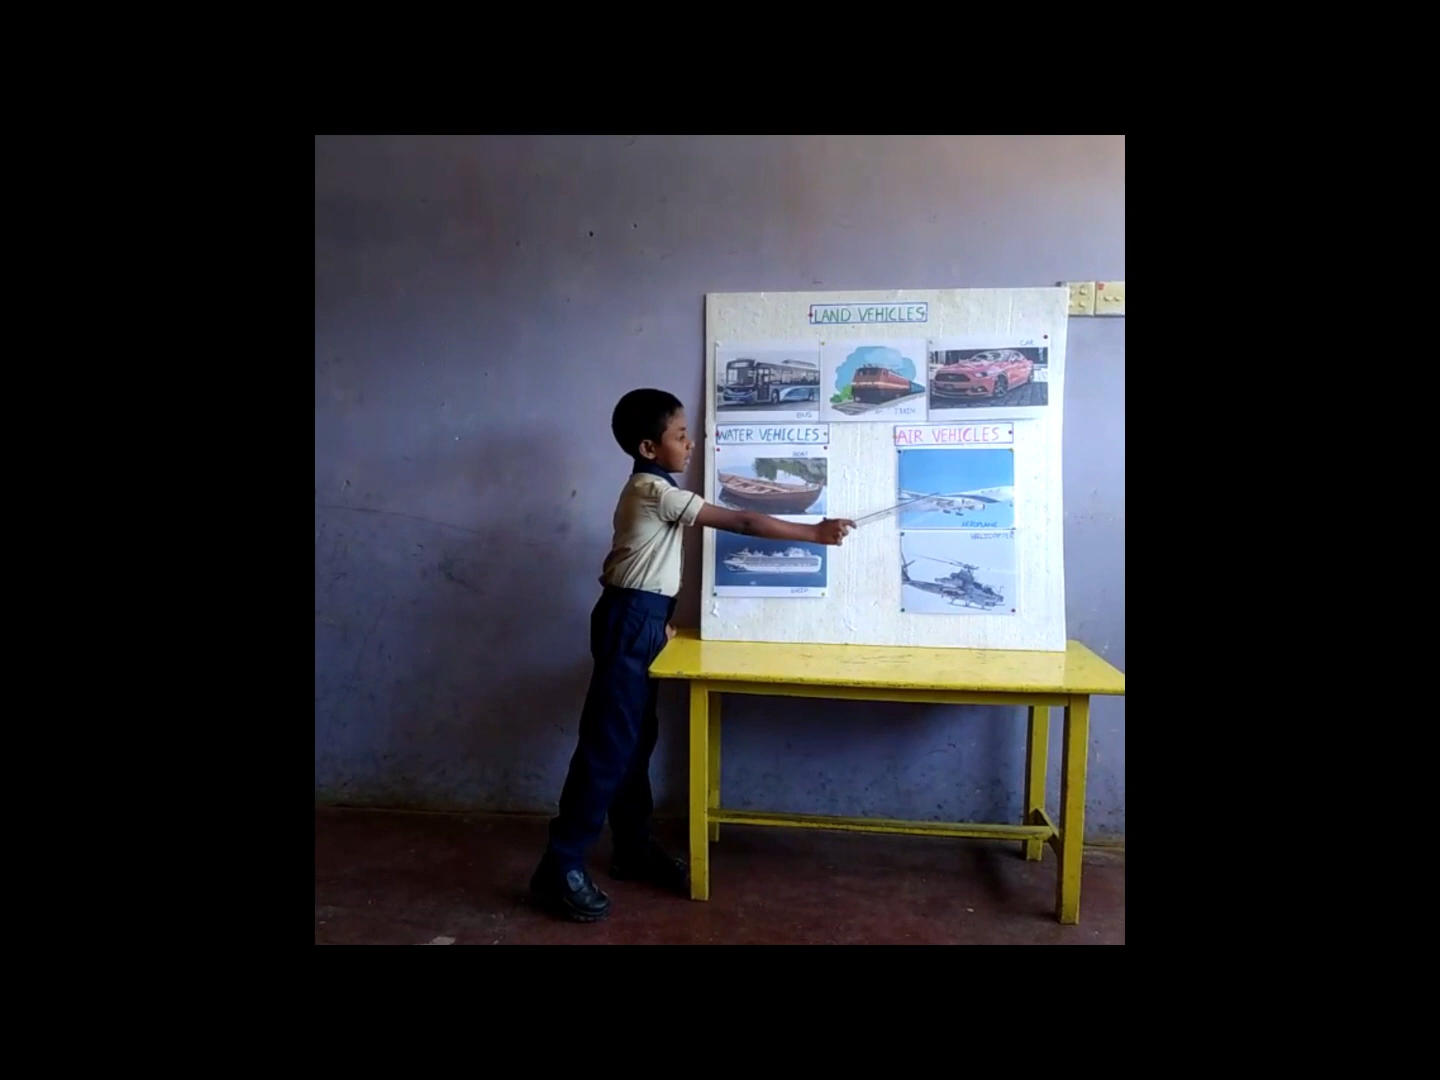 LAND VEHICLES
CAR
BUS
TRAIN
WATER VEHICLES
AIR VEHICLES
BOAT
AEROPLANE
HELICOPTER
SHIP